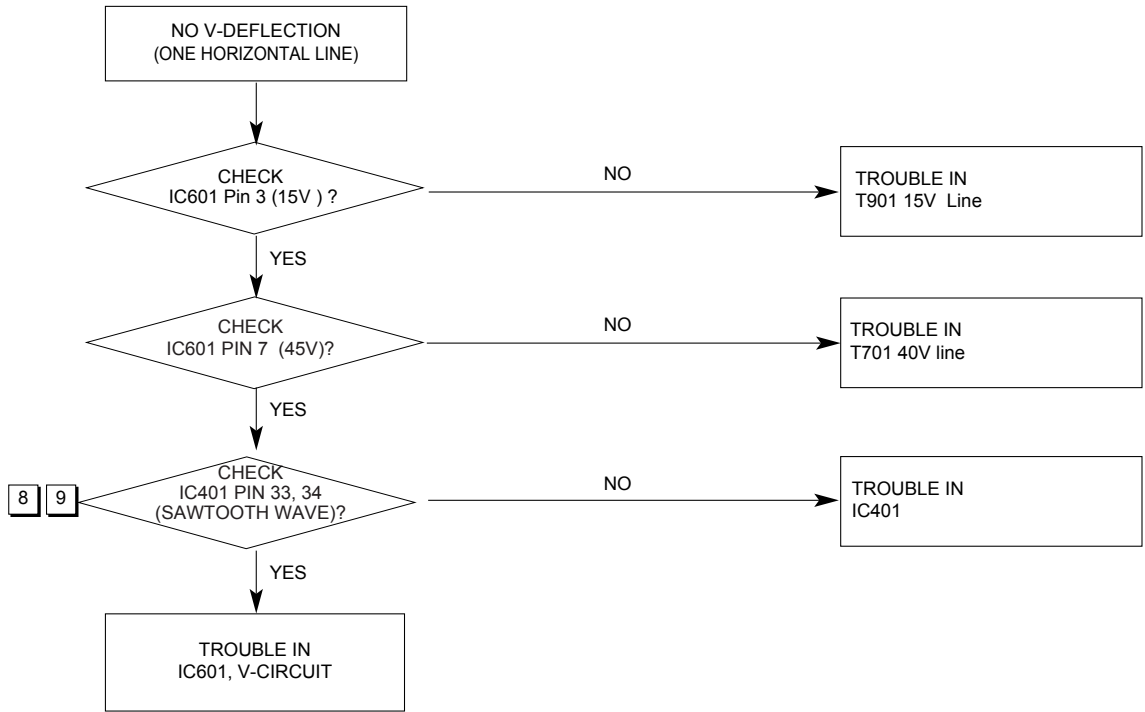 NO V-DEFLECTION
(ONE HORIZONTAL LINE)
CHECK
IC601 Pin 3 (15V ) ?
NO
TROUBLE IN
T901 15V Line
YES
CHECK
IC601 PIN 7 (45V)?
NO
TROUBLE IN
T701 40V line
YES
8 9
CHECK
IC401 PIN 33, 34
(SAWTOOTH WAVE)?
NO
TROUBLE IN
IC401
YES
TROUBLE IN
IC601, V-CIRCUIT